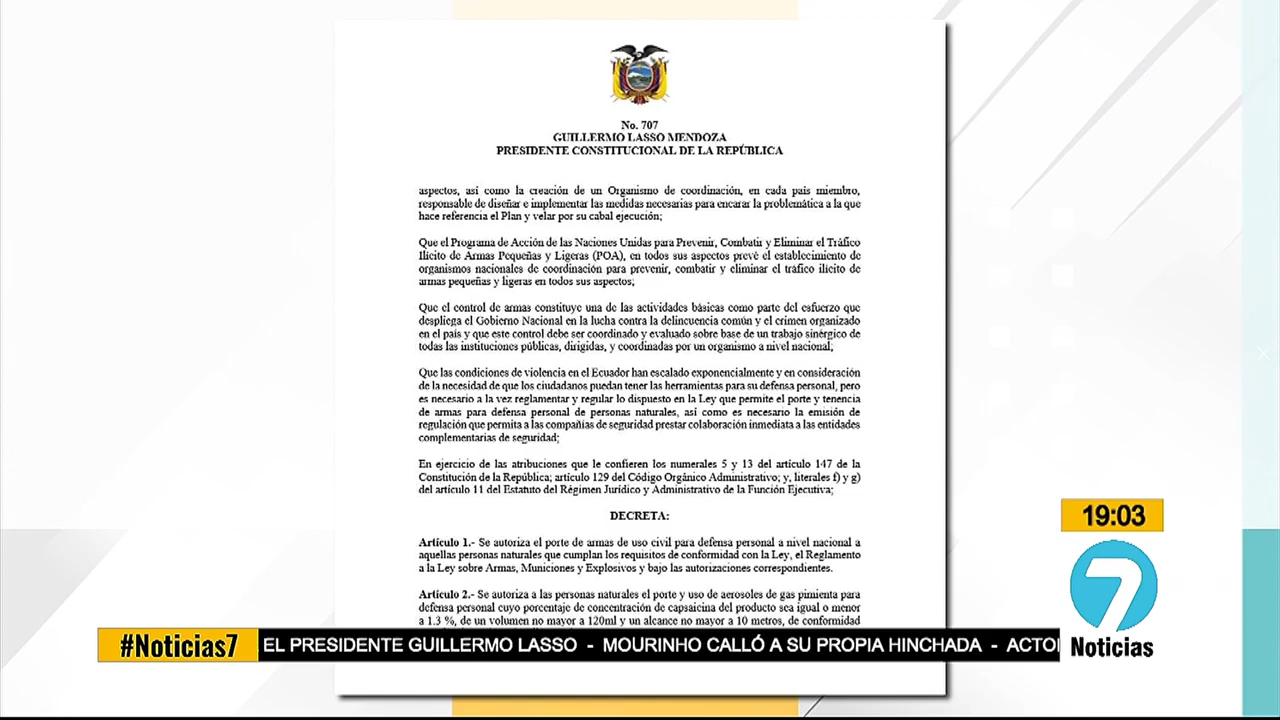 No. 707
GUILLERMO LASSO MENDOZA
PRESIDENTE CONSTITUCIONAL DE LA REPÚBLICA
aspectos, así como la creación de un Organismo de coordinación, en cada país miembro,
responsable de diseñar e implementar las medidas necesarias para encarar la problemática a la que
hace referencia el Plan y velar por su cabal ejecución;
Que el Programa de Acción de las Naciones Unidas para Prevenir, Combatir y Eliminar el Tráfico
Ilícito de Armas Pequeñas y Ligeras (POA), en todos sus aspectos prevé el establecimiento de
organismos nacionales de coordinación para prevenir, combatir y eliminar el tráfico ilícito de
armas pequeñas y ligeras en todos sus aspectos;
Que el control de armas constituye una de las actividades básicas como parte del esfuerzo que
despliega el Gobierno Nacional en la lucha contra la delincuencia común y el crimen organizado
en el país y que este control debe ser coordinado y evaluado sobre base de un trabajo sinérgico de
todas las instituciones públicas, dirigidas, y coordinadas por un organismo a nivel nacional;
Que las condiciones de violencia en el Ecuador han escalado exponencialmente y en consideración
de la necesidad de que los ciudadanos puedan tener las herramientas para su defensa personal, pero
es necesario a la vez reglamentar y regular lo dispuesto en la Ley que permite el porte y tenencia
de armas para defensa personal de personas naturales, así como es necesario la emisión de
regulación que permita a las compañías de seguridad prestar colaboración inmediata a las entidades
complementarias de seguridad;
En ejercicio de las atribuciones que le confieren los numerales 5 y 13 del artículo 147 de la
Constitución de la República; artículo 129 del Código Orgánico Administrativo; y, literales f) y g)
del artículo 11 del Estatuto del Régimen Jurídico y Administrativo de la Función Ejecutiva;
DECRETA:
Artículo 1.- Se autoriza el porte de armas de uso civil para defensa personal a nivel nacional a
aquellas personas naturales que cumplan los requisitos de conformidad con la Ley, el Reglamento
a la Ley sobre Armas, Municiones y Explosivos y bajo las autorizaciones correspondientes.
Artículo 2.- Se autoriza a las personas naturales el porte y uso de aerosoles de gas pimienta para
defensa personal cuyo porcentaje de concentración de capsaicina del producto sea igual o menor
a 1.3 %, de un volumen no mayor a 120ml y un alcance no mayor a 10 metros, de conformidad
19:03
7
Noticias
#Noticias7 EL PRESIDENTE GUILLERMO LASSO - MOURINHO CALLÓ A SU PROPIA HINCHADA - ACTO